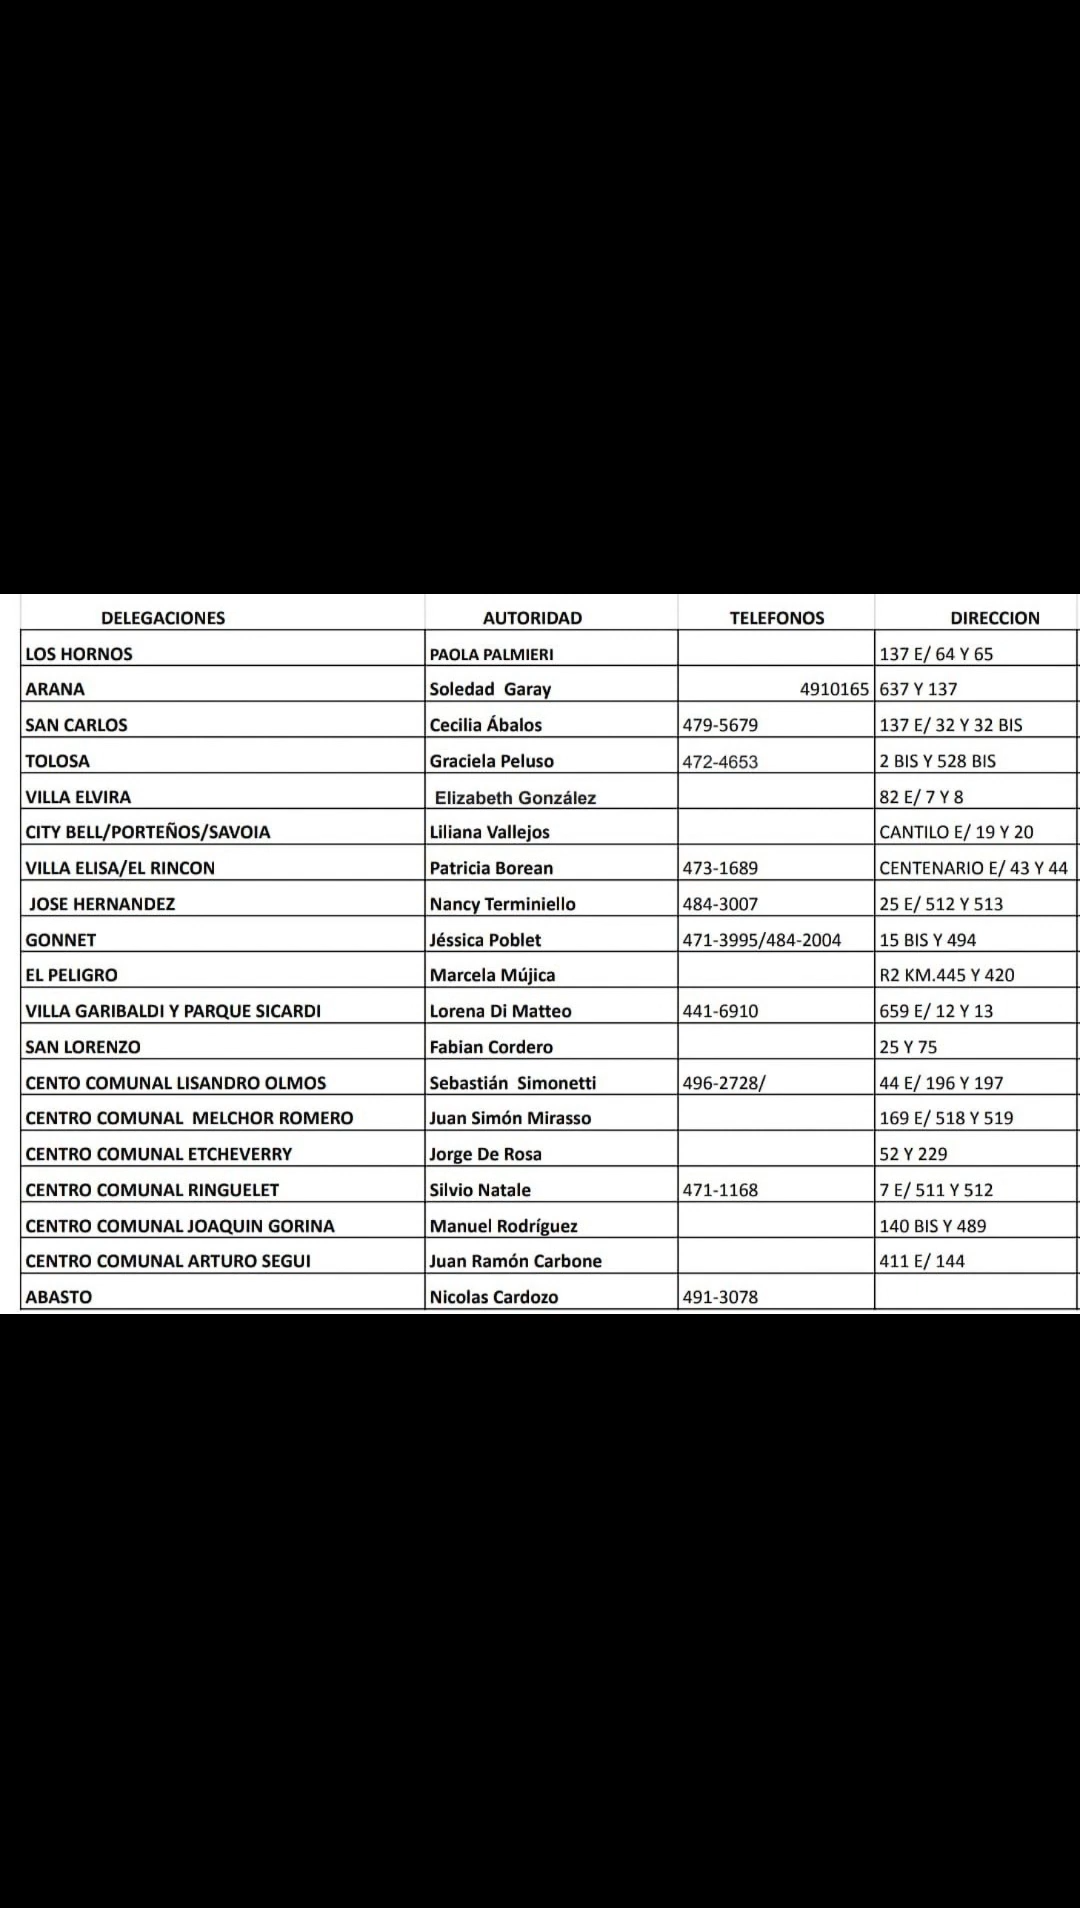 DELEGACIONES AUTORIDAD TELEFONOS DIRECCION
LOS HORNOS PAOLA PALMIERI 137 E/ 64 Y 65
ARANA Soledad Garay 4910165 637 Y 137
SAN CARLOS Cecilia Ábalos 479-5679 137 E/ 32 Y 32 BIS
TOLOSA Graciela Peluso 472-4653 2 BIS Y 528 BIS
VILLA ELVIRA Elizabeth González 82 E/ 7 Y 8
CITY BELL/PORTEÑOS/SAVOIA Liliana Vallejos CANTILO E/ 19 Y 20
VILLA ELISA/EL RINCON Patricia Borean 473-1689 CENTENARIO E/ 43 Y 44
JOSE HERNANDEZ Nancy Terminiello 484-3007 25 E/ 512 Y 513
GONNET Jéssica Poblet 471-3995/484-2004 15 BIS Y 494
EL PELIGRO Marcela Mújica R2 KM.445 Y 420
VILLA GARIBALDI Y PARQUE SICARDI Lorena Di Matteo 441-6910 659 E/ 12 Y 13
SAN LORENZO Fabian Cordero 25 Y 75
CENTO COMUNAL LISANDRO OLMOS Sebastián Simonetti 496-2728/ 44 E/ 196 Y 197
CENTRO COMUNAL MELCHOR ROMERO Juan Simón Mirasso 169 E/ 518 Y 519
CENTRO COMUNAL ETCHEVERRY Jorge De Rosa 52 Y 229
CENTRO COMUNAL RINGUELET Silvio Natale 471-1168 7 E/ 511 Y 512
CENTRO COMUNAL JOAQUIN GORINA Manuel Rodríguez 140 BIS Y 489
CENTRO COMUNAL ARTURO SEGUI Juan Ramón Carbone 411 E/ 144
ABASTO Nicolas Cardozo 491-3078